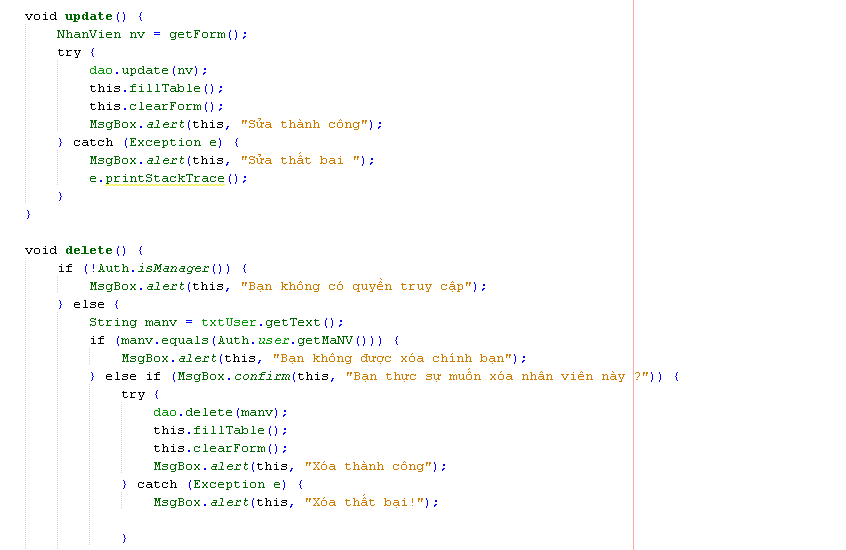 void update() {
NhanVien nv = getForm();
try {
dao.update(nv);
this.fillTable();
this.clearForm();
MsgBox.alert(this, "Sửa thành công");
} catch (Exception e) {
MsgBox.alert(this, "Sửa thất bai ");
e.printStackTrace();
}
}
void delete() {
if (!Auth.isManager()) {
MsgBox.alert(this, "Bạn không có quyền truy cập");
} else {
String manv = txtUser.getText();
if (manv.equals(Auth.user.getMaNV())) {
MsgBox.alert(this, "Bạn không được xóa chính bạn");
} else if (MsgBox.confirm(this, "Bạn thực sự muốn xóa nhân viên này ?")) {
try {
dao.delete(manv);
this.fillTable();
this.clearForm();
MsgBox.alert(this, "Xóa thành công");
} catch (Exception e) {
MsgBox.alert(this, "Xóa thất bại!");
}